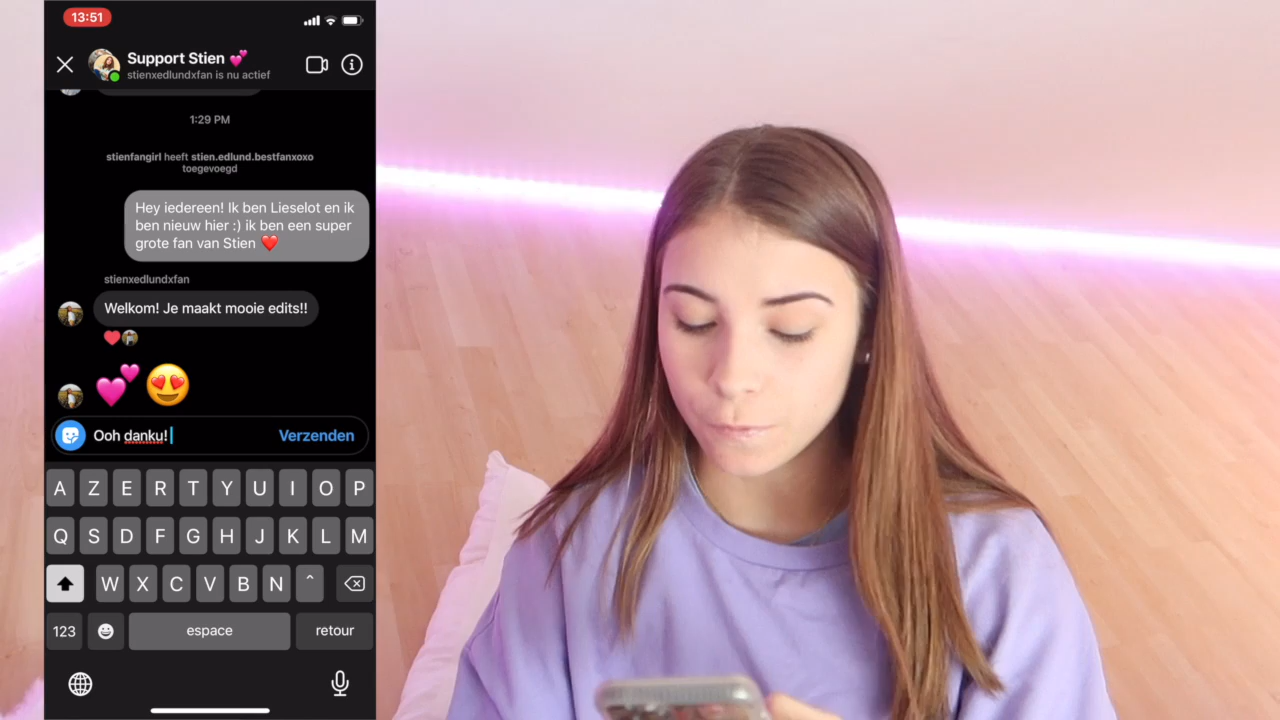 13:51
Support Stien 💕
stienxedlundxfan is nu actief
1:29 PM
stienfangirl heeft stien.edlund.bestfanxoxo
toegevoegd
Hey iedereen! Ik ben Lieselot en ik
ben nieuw hier :) ik ben een super
grote fan van Stien ❤️
stienxedlundxfan
Welkom! Je maakt mooie edits!!
Ooh danku!
Verzenden
A Z E R T Y U I O P
Q S D F G H J K L M
W X C V B N ^
123 espace retour